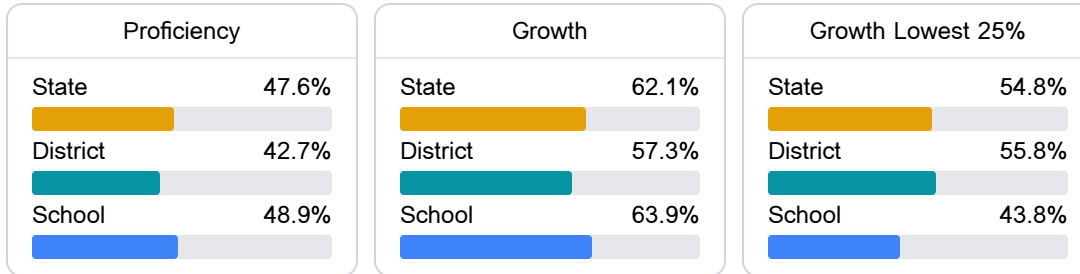 Proficiency
State 47.6%
District 42.7%
School 48.9%
Growth
State 62.1%
District 57.3%
School 63.9%
Growth Lowest 25%
State 54.8%
District 55.8%
School 43.8%